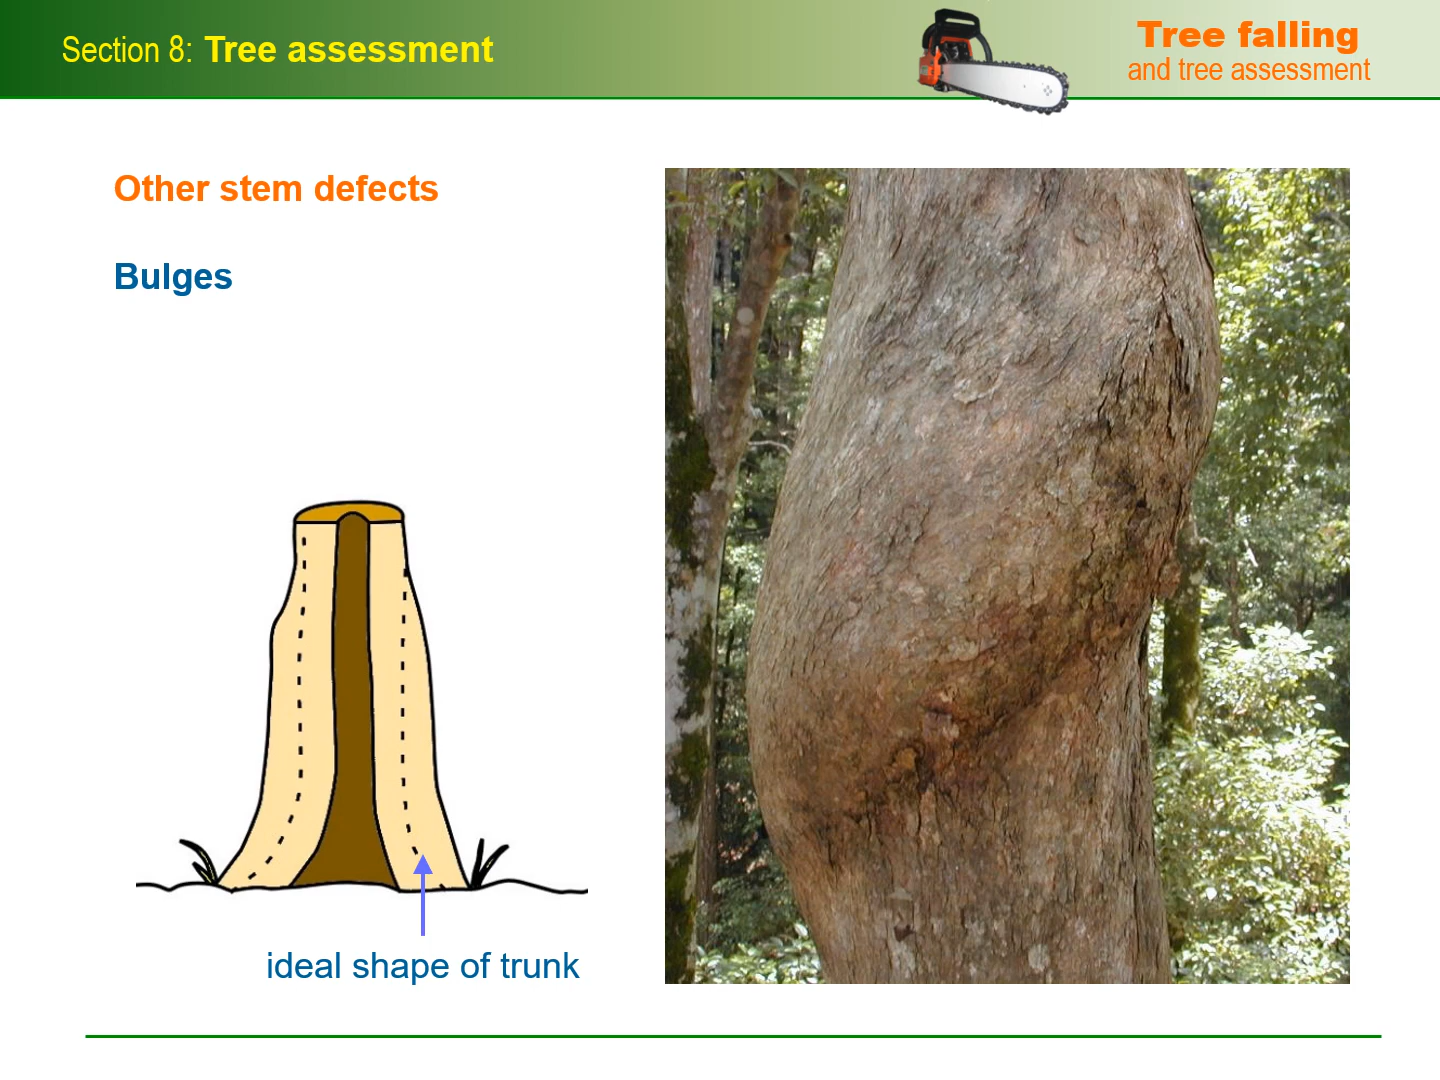 Section 8: Tree assessment
Tree falling
and tree assessment
Other stem defects
Bulges
ideal shape of trunk